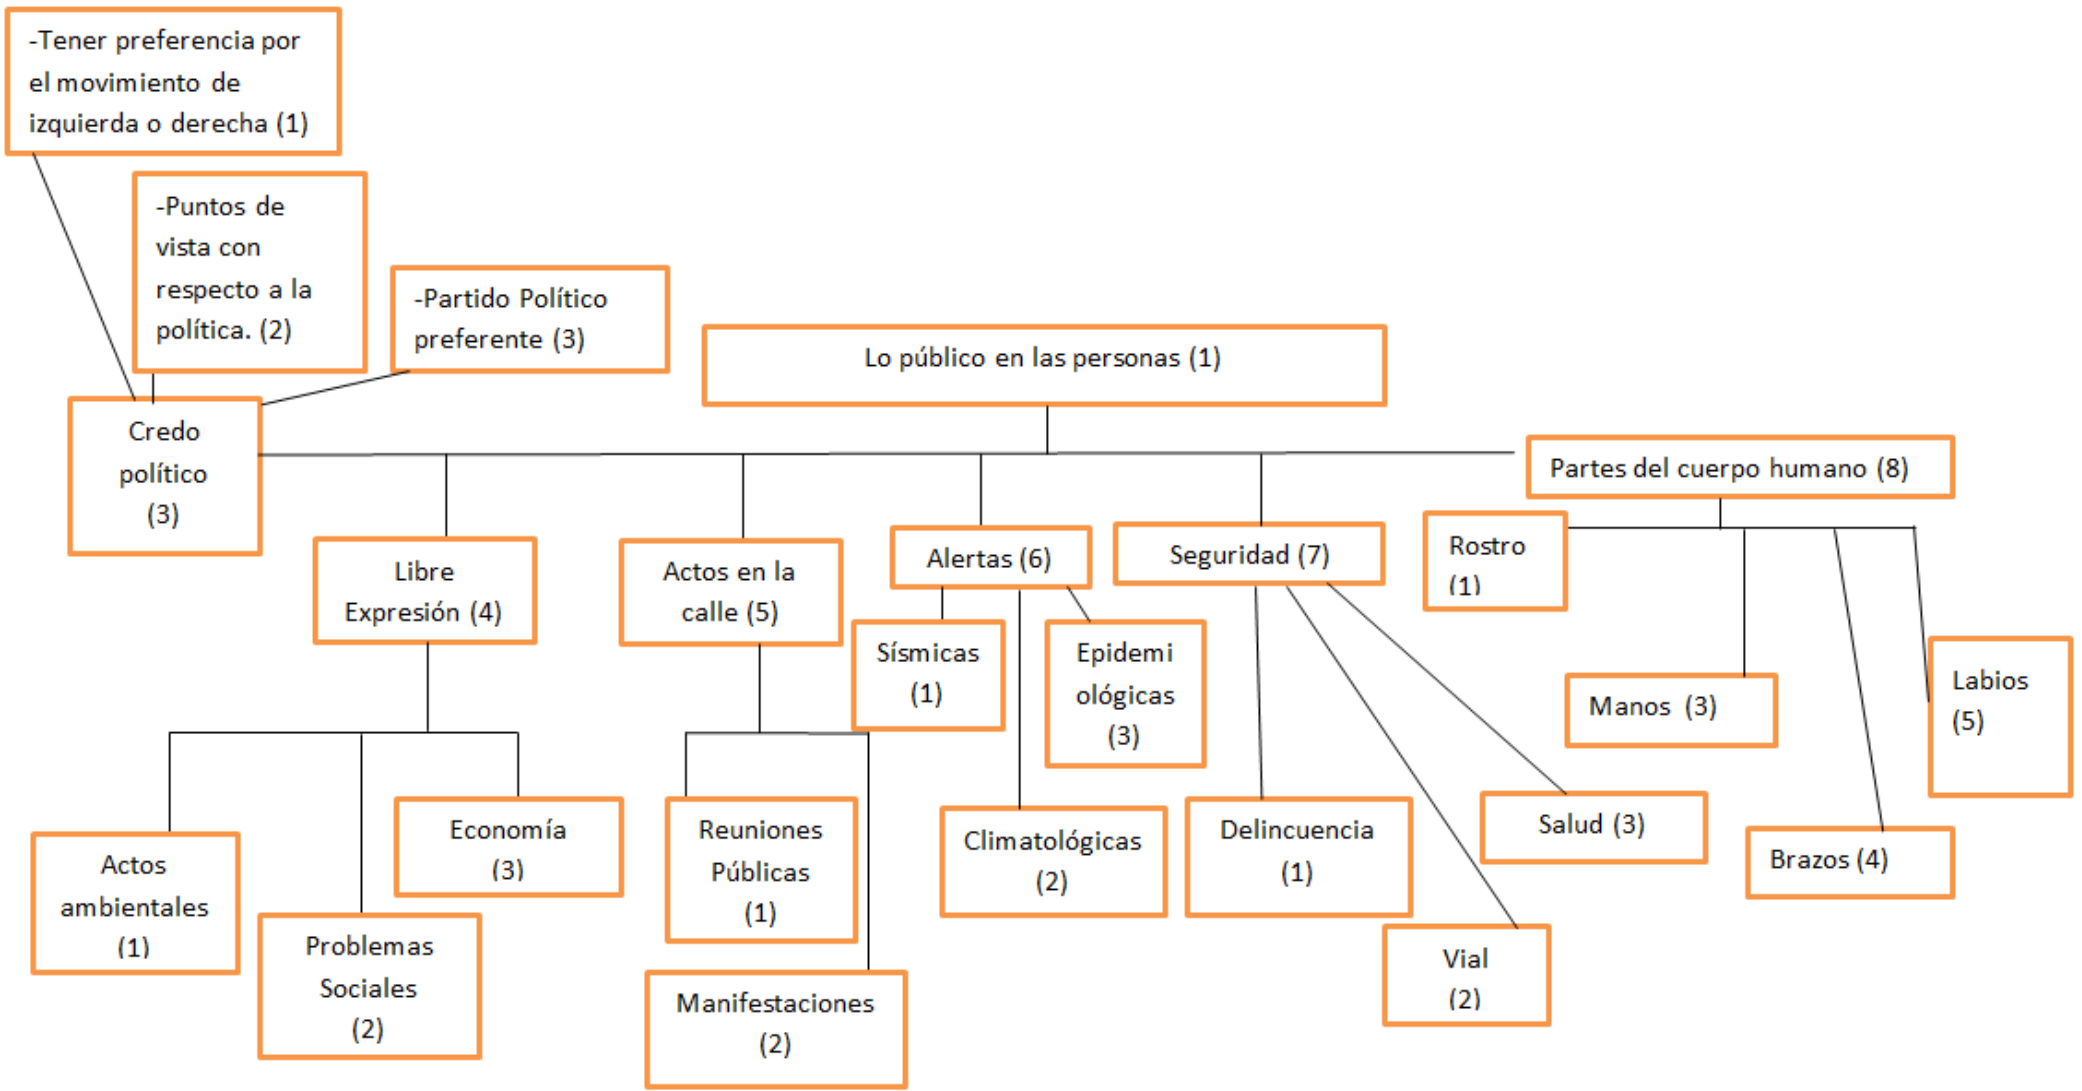 -Tener preferencia por
el movimiento de
izquierda o derecha (1)
-Puntos de
vista con
respecto a la
política. (2)
-Partido Político
preferente (3)
Lo público en las personas (1)
Credo
político
(3)
Libre
Expresión (4)
Actos en la
calle (5)
Alertas (6)
Seguridad (7)
Partes del cuerpo humano (8)
Actos
ambientales
(1)
Problemas
Sociales
(2)
Economía
(3)
Reuniones
Públicas
(1)
Manifestaciones
(2)
Sísmicas
(1)
Climatológicas
(2)
Epidemi
ológicas
(3)
Delincuencia
(1)
Vial
(2)
Salud (3)
Rostro
(1)
Manos (3)
Brazos (4)
Labios
(5)